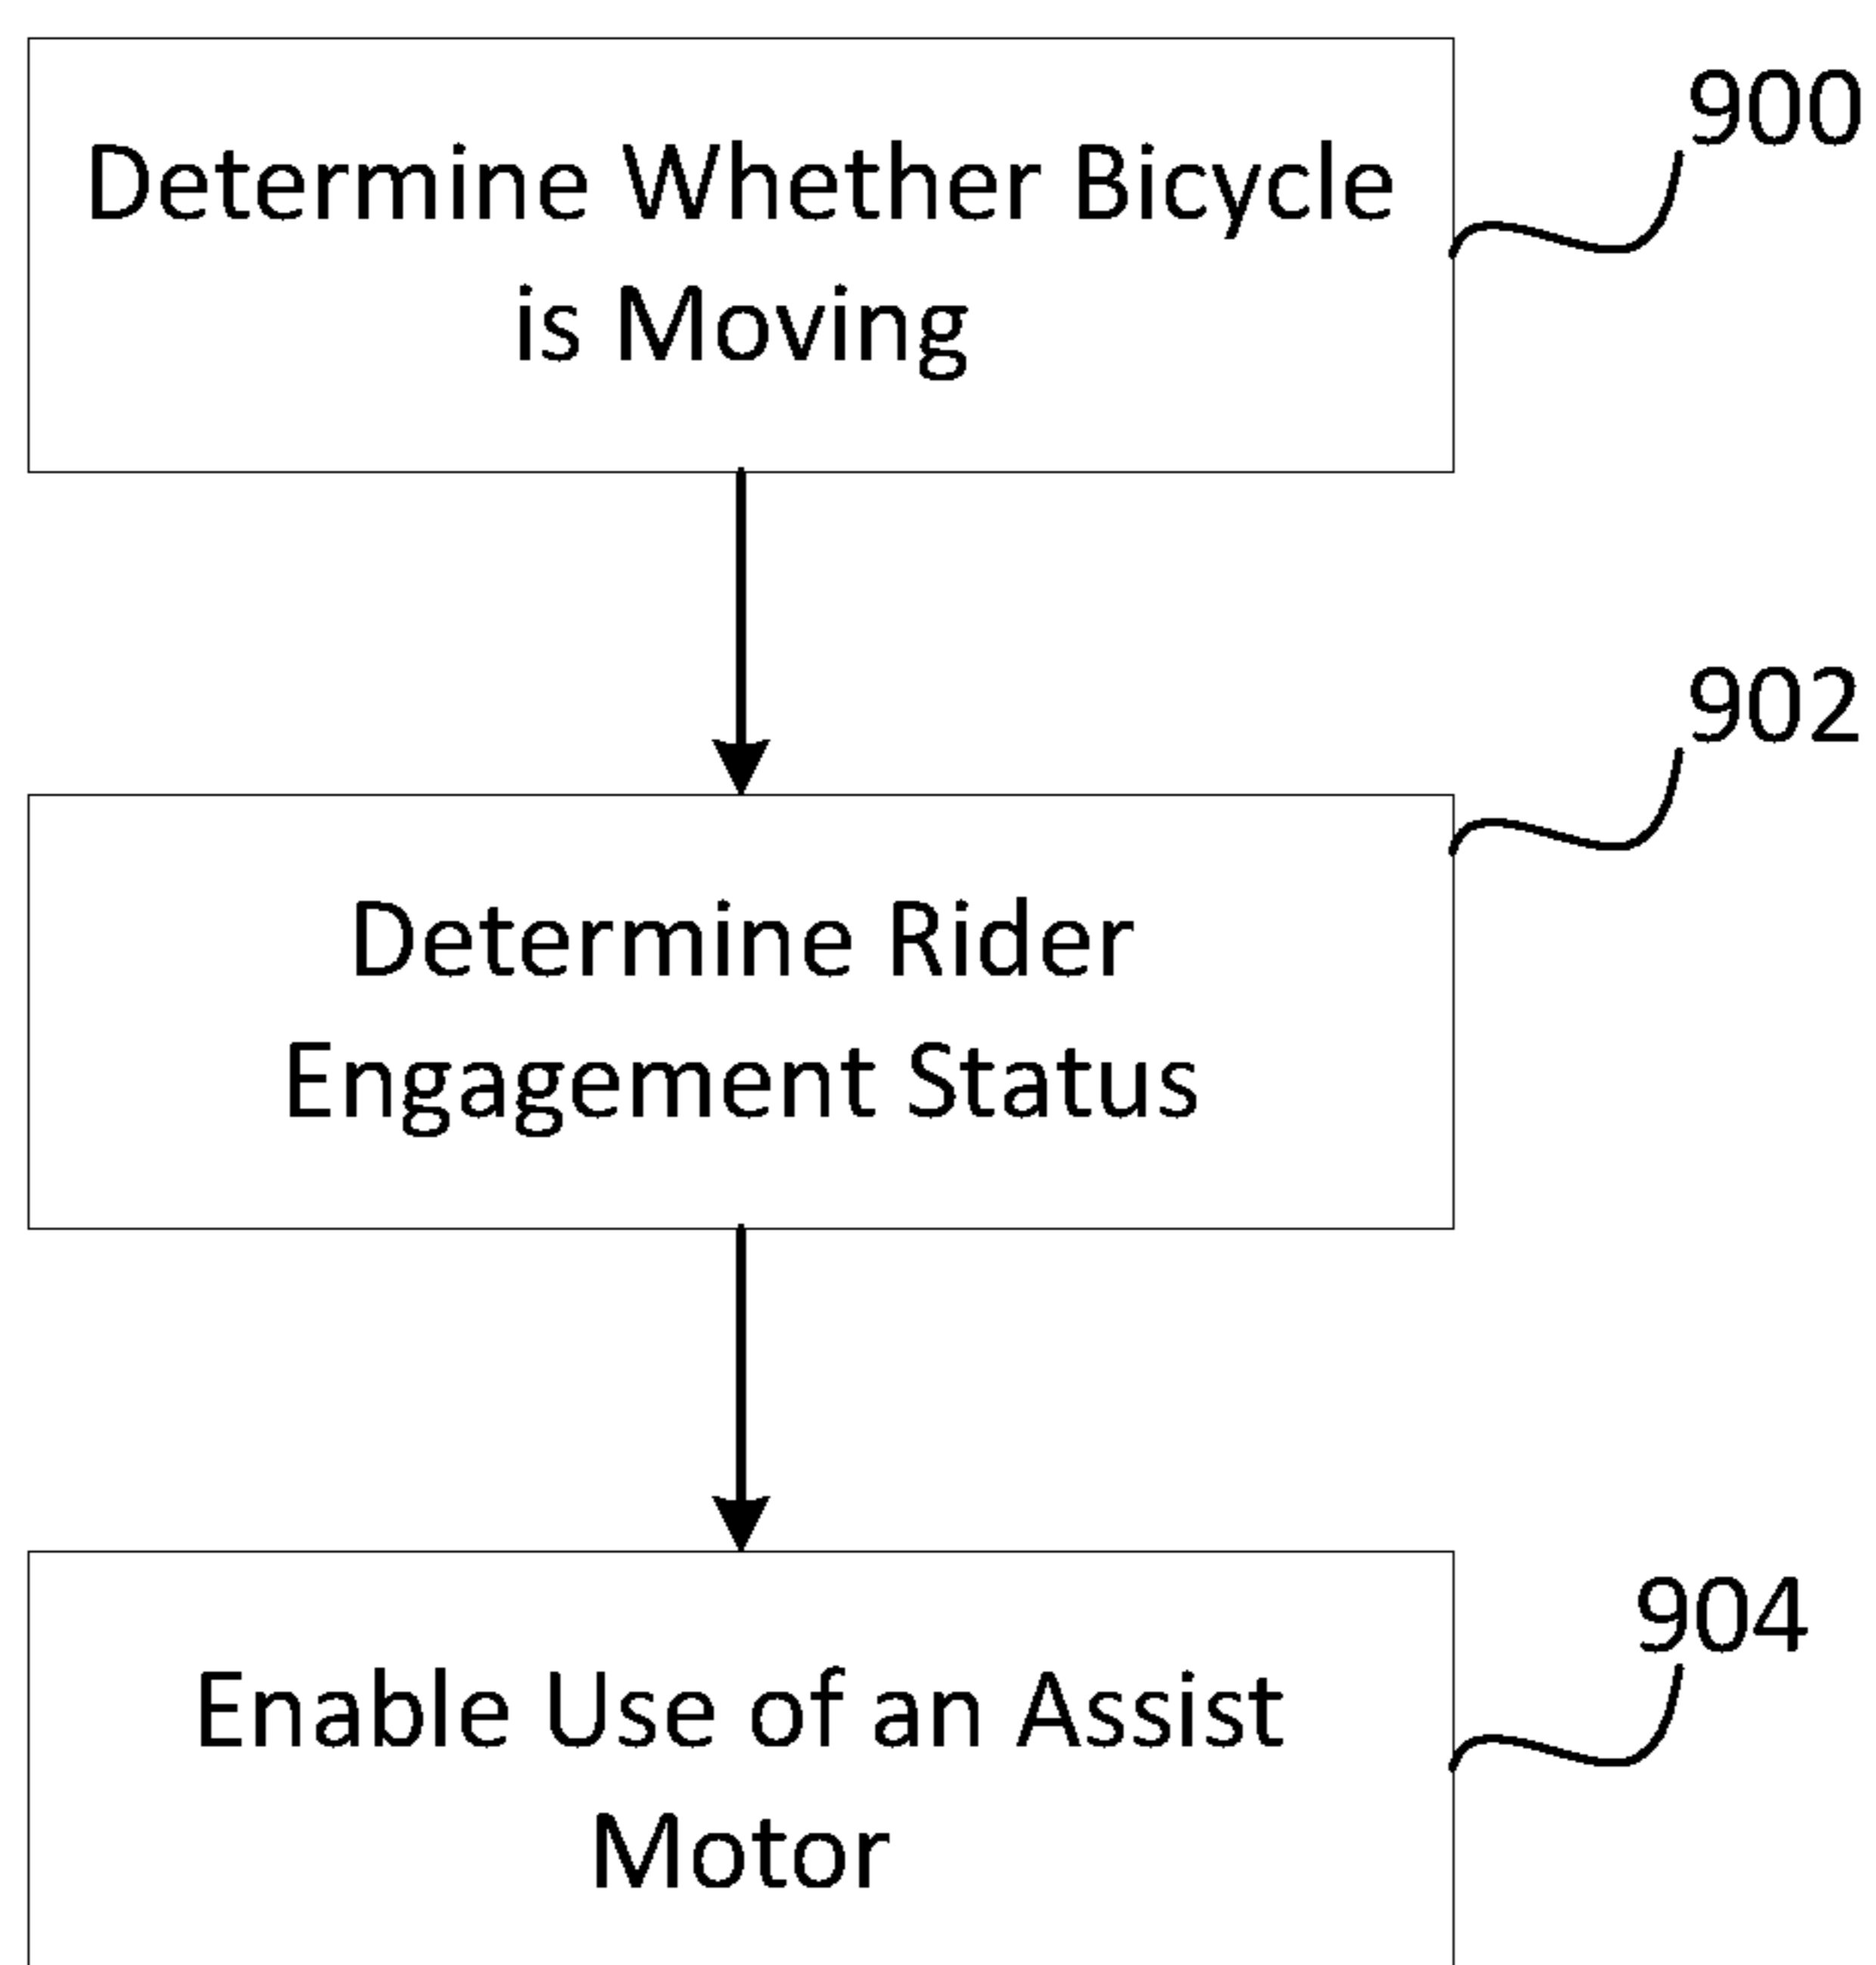 Determine Whether Bicycle
is Moving
900
Determine Rider
Engagement Status
902
Enable Use of an Assist
Motor
904